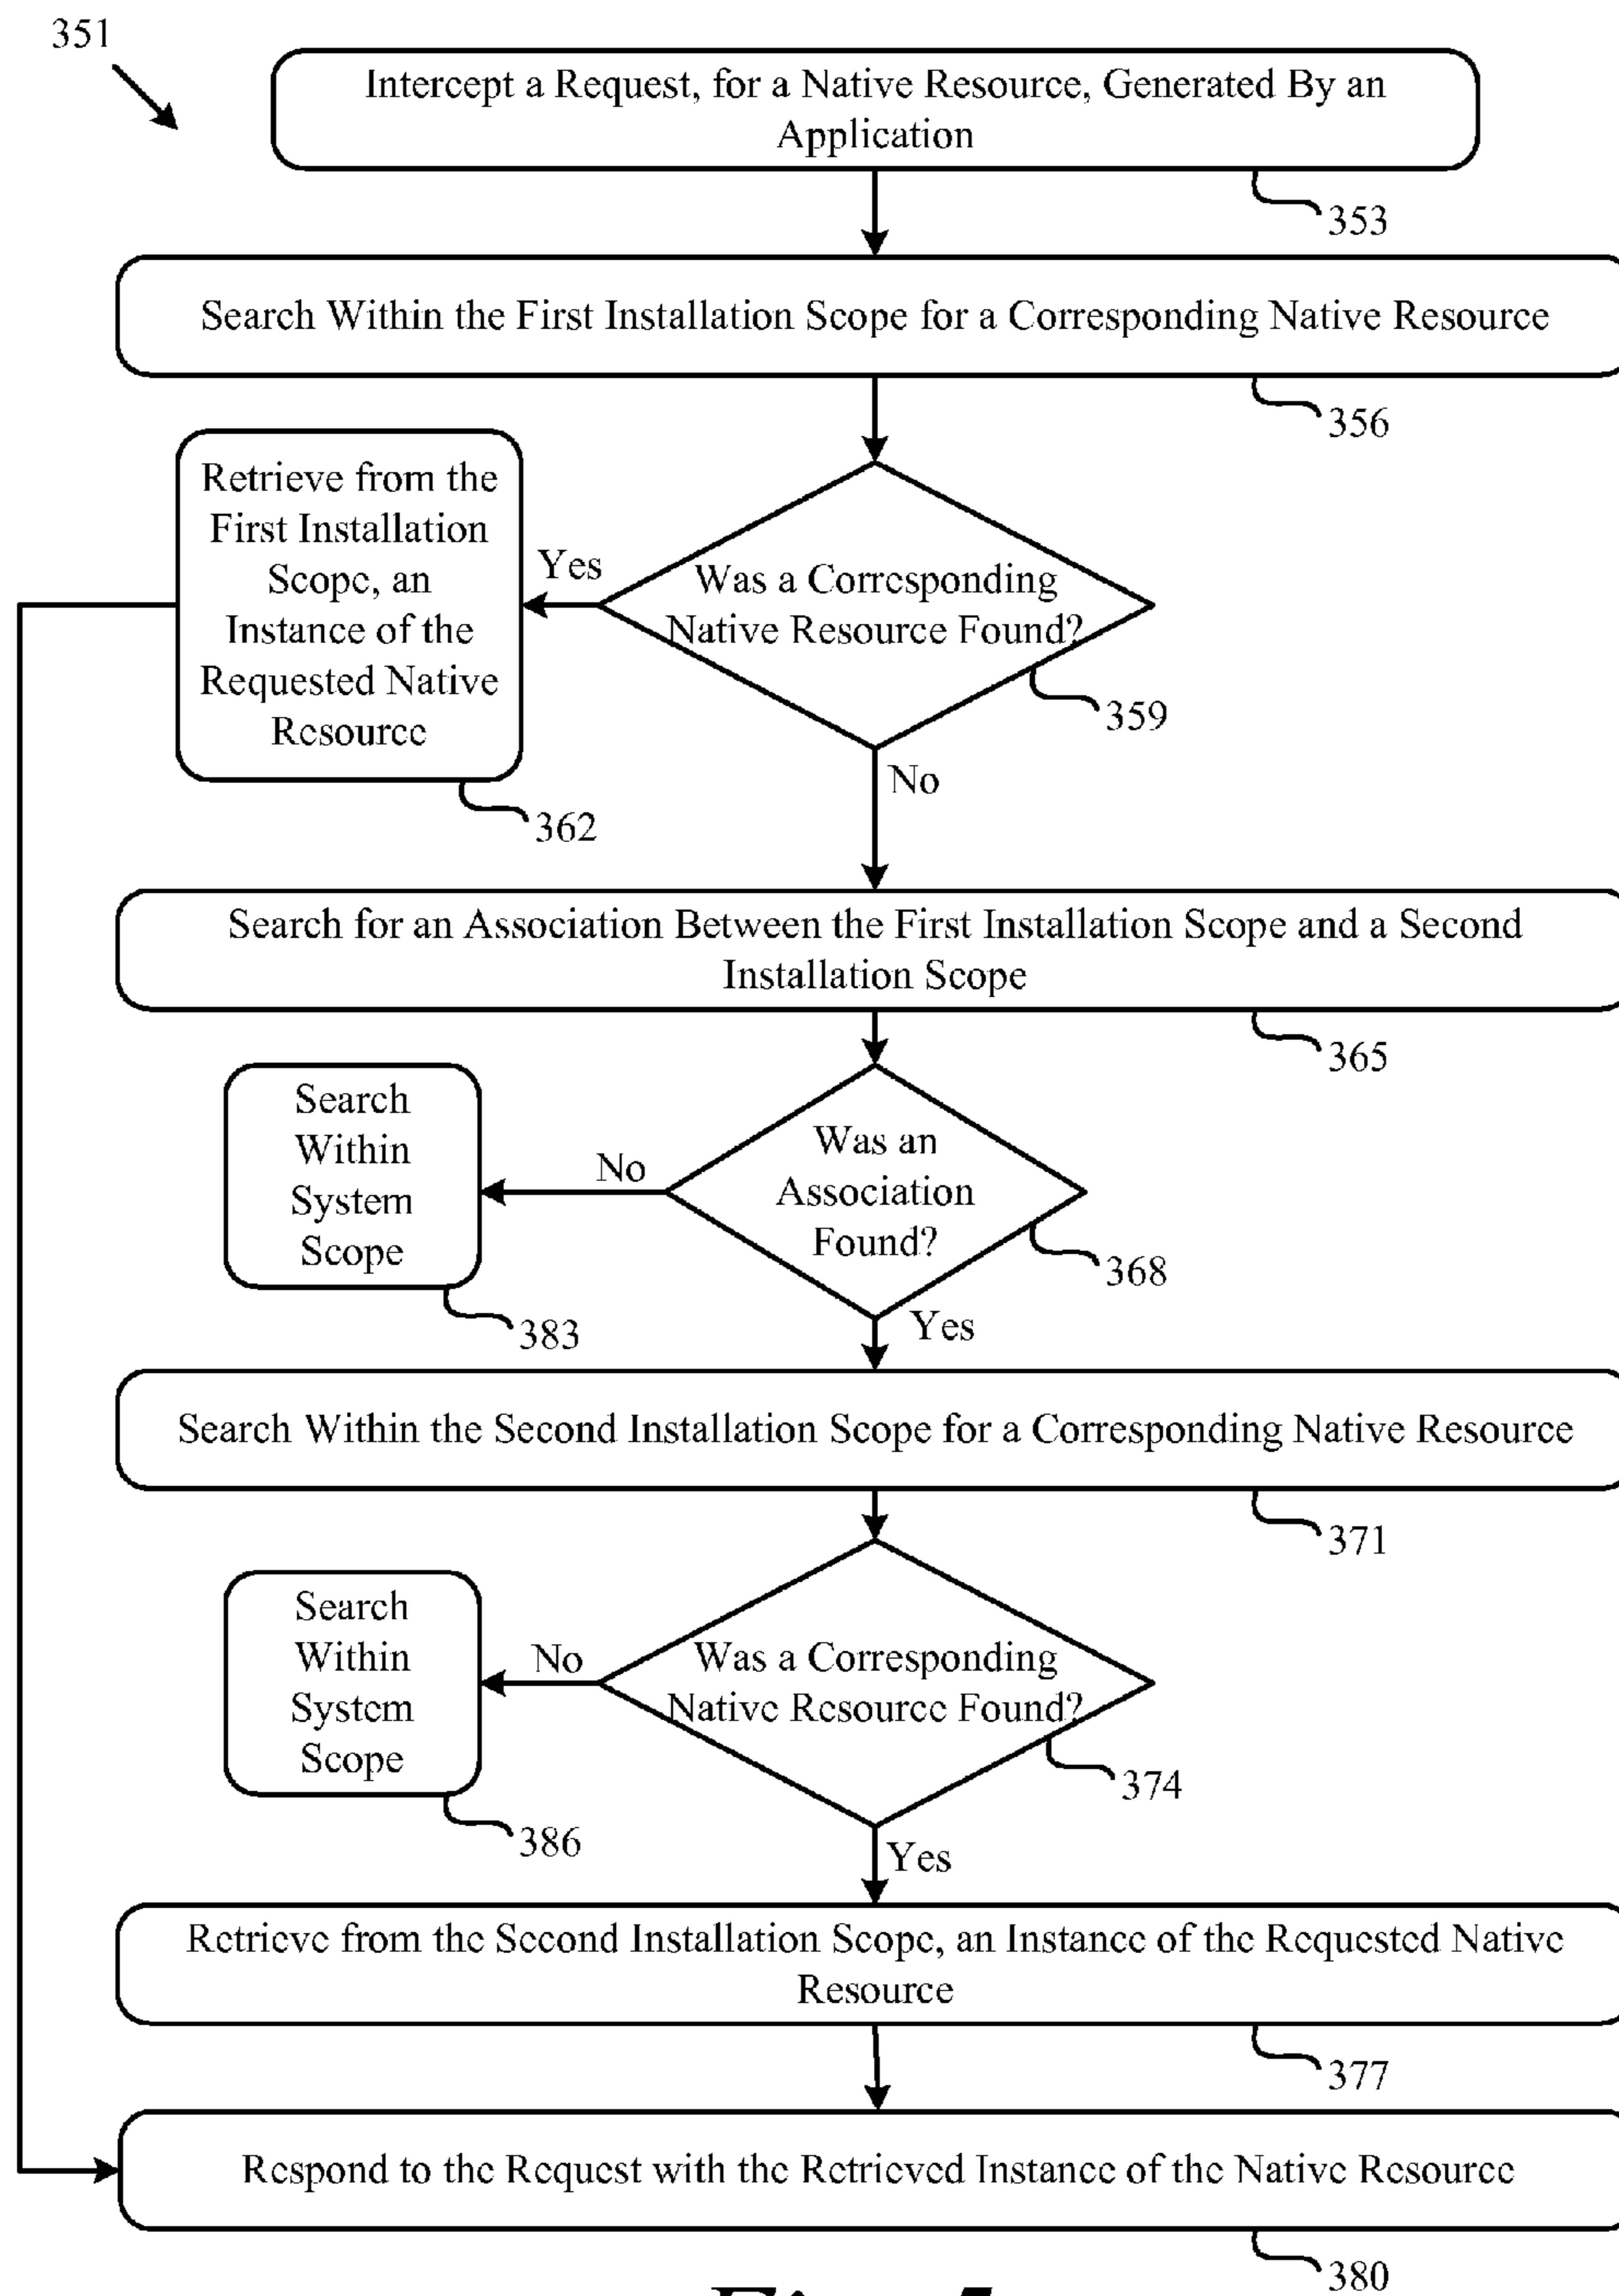 351
Intercept a Request, for a Native Resource, Generated By an
Application
353
Search Within the First Installation Scope for a Corresponding Native Resource
356
Retrieve from the
First Installation
Scope, an
Instance of the
Requested Native
Resource
362
Yes
Was a Corresponding
Native Resource Found?
359
No
Search for an Association Between the First Installation Scope and a Second
Installation Scope
365
Search
Within
System
Scope
383
No
Was an
Association
Found?
368
Yes
Search Within the Second Installation Scope for a Corresponding Native Resource
371
Search
Within
System
Scope
386
No
Was a Corresponding
Native Resource Found?
374
Yes
Retrieve from the Second Installation Scope, an Instance of the Requested Native
Resource
377
Respond to the Request with the Retrieved Instance of the Native Resource
380